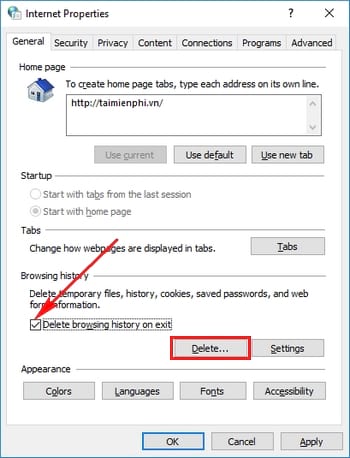 Internet Properties
General Security Privacy Content Connections Programs Advanced
Home page
To create home page tabs, type each address on its own line.
http://taimienphi.vn/
Use current Use default Use new tab
Startup
Start with tabs from the last session
Start with home page
Tabs
Change how webpages are displayed in tabs. Tabs
Browsing history
Delete temporary files, history, cookies, saved passwords, and web
form information.
Delete browsing history on exit
Delete... Settings
Appearance
Colors Languages Fonts Accessibility
OK Cancel Apply